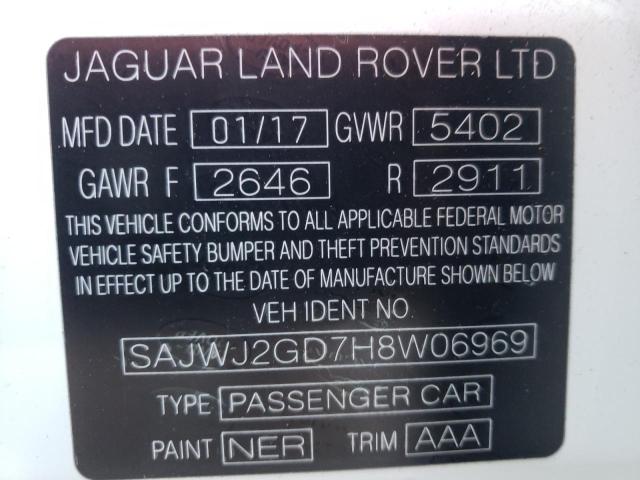 JAGUAR LAND ROVER LTD
MFD DATE 01/17 GVWR 5402
GAWR F 2646 R 2911
THIS VEHICLE CONFORMS TO ALL APPLICABLE FEDERAL MOTOR
VEHICLE SAFETY BUMPER AND THEFT PREVENTION STANDARDS
IN EFFECT UP TO THE DATE OF MANUFACTURE SHOWN BELOW
VEH IDENT NO.
SAJWJ2GD7H8W06969
TYPE PASSENGER CAR
PAINT NER TRIM AAA